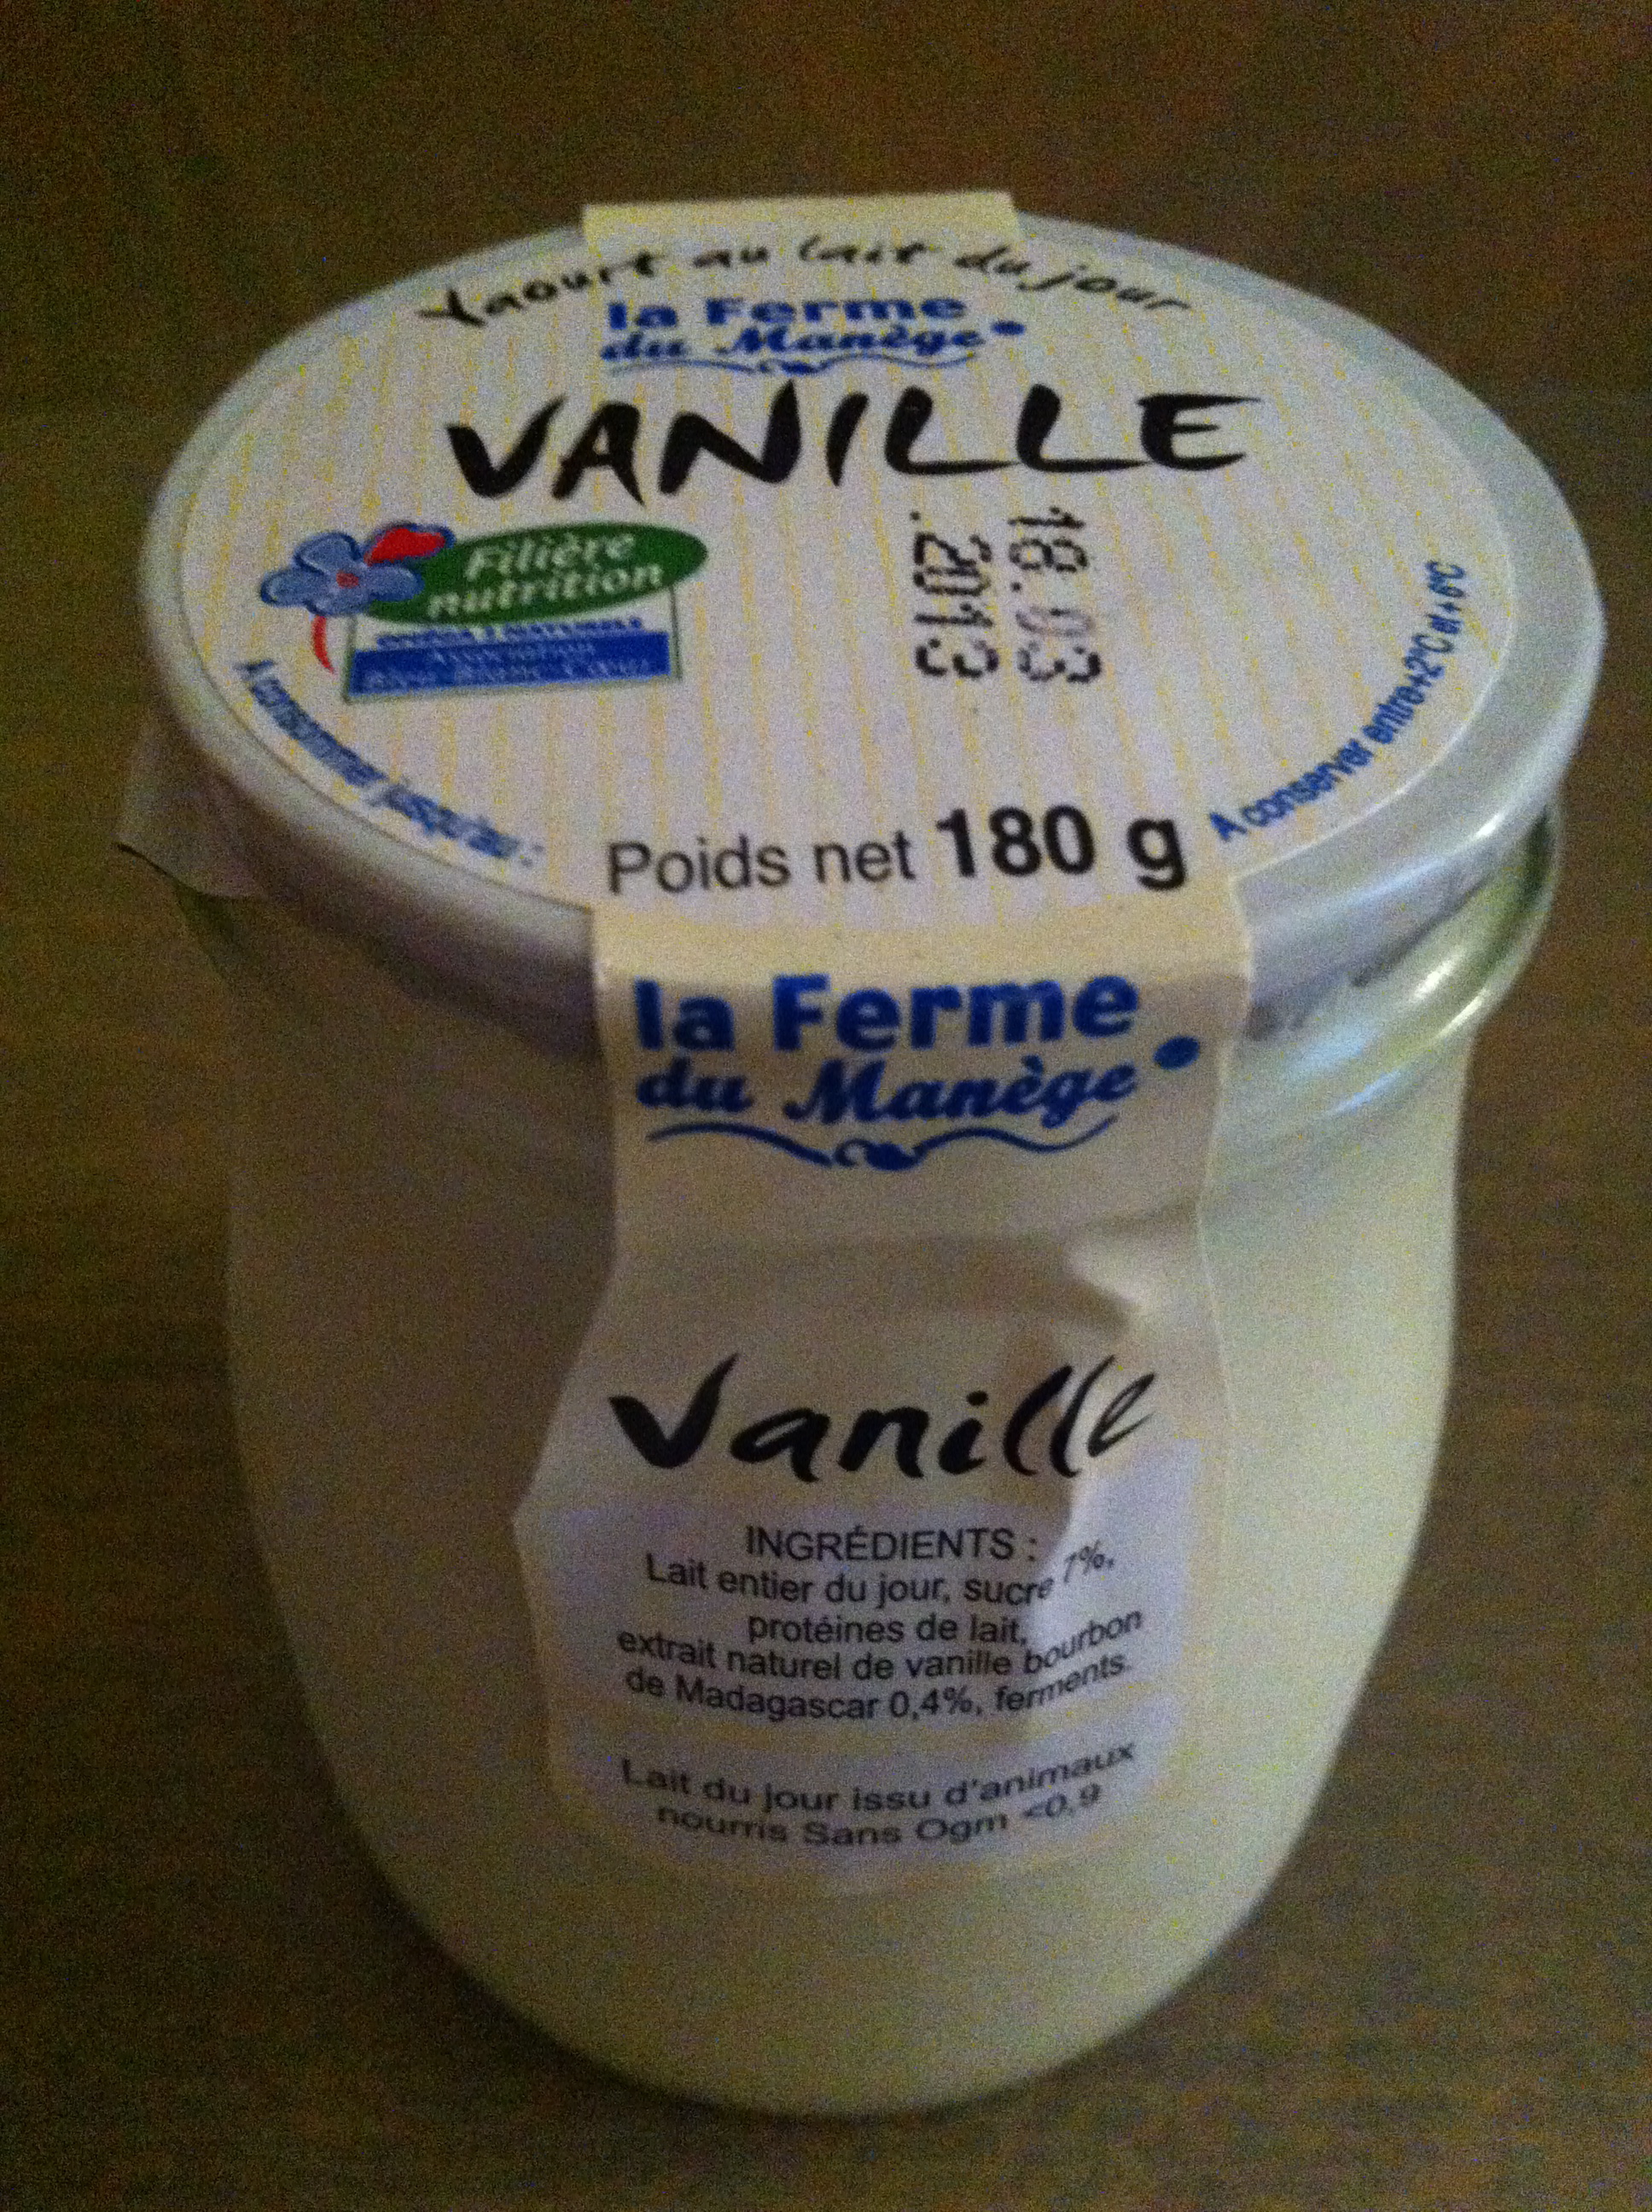 Yaourt au lait du jour
la Ferme
du Manège
VANILLE
Filière
nutrition
18.03
.2013
A consommer jusqu'au :
A conserver entre +2°C et +6°C
Poids net 180 g
la Ferme
du Manège
Vanille
INGRÉDIENTS :
Lait entier du jour, sucre 7%,
protéines de lait,
extrait naturel de vanille bourbon
de Madagascar 0,4%, ferments.
Lait du jour issu d'animaux
nourris Sans Ogm <0,9